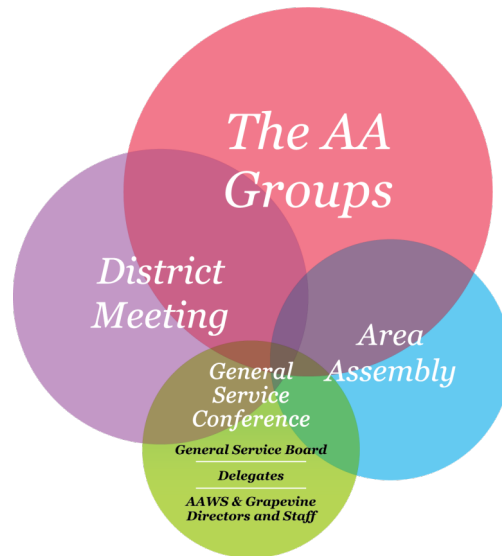 The AA
Groups
District
Meeting
Area
Assembly
General
Service
Conference
General Service Board
Delegates
AAWS & Grapevine
Directors and Staff